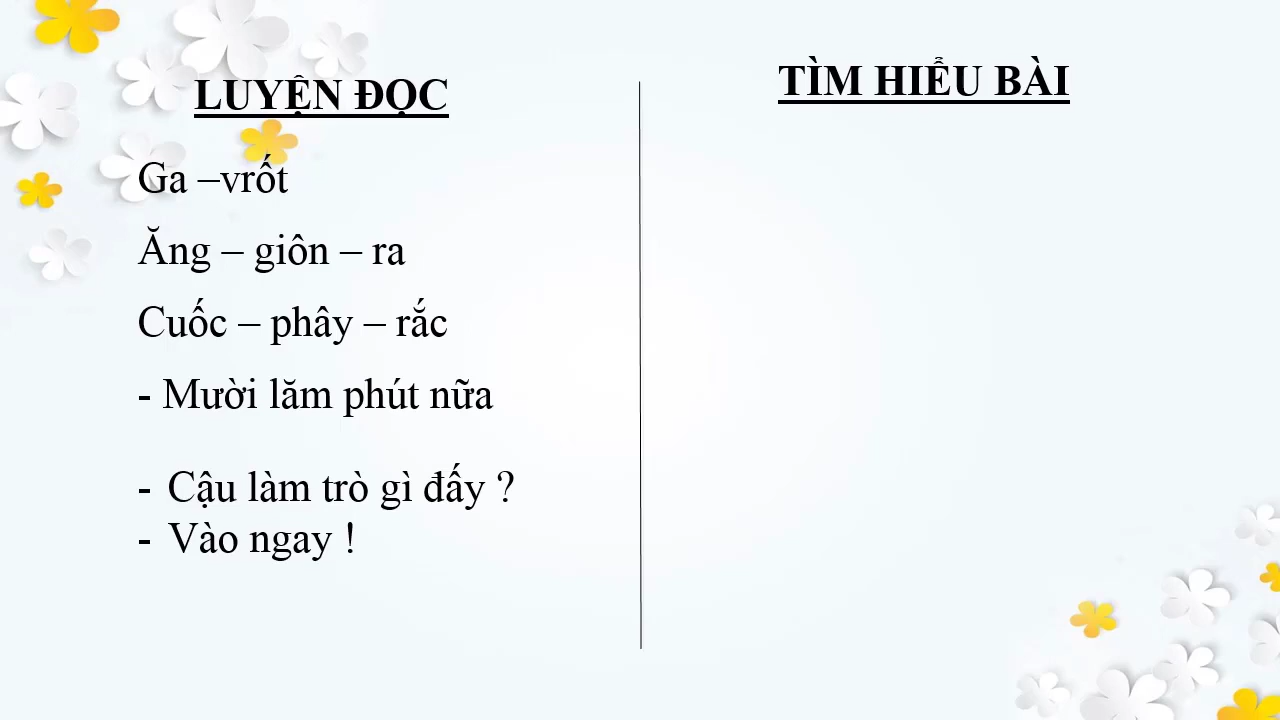 LUYỆN ĐỌC
Ga –vrốt
Ăng – giôn – ra
Cuốc – phây – rắc
- Mười lăm phút nữa
- Cậu làm trò gì đấy ?
- Vào ngay !
TÌM HIỂU BÀI